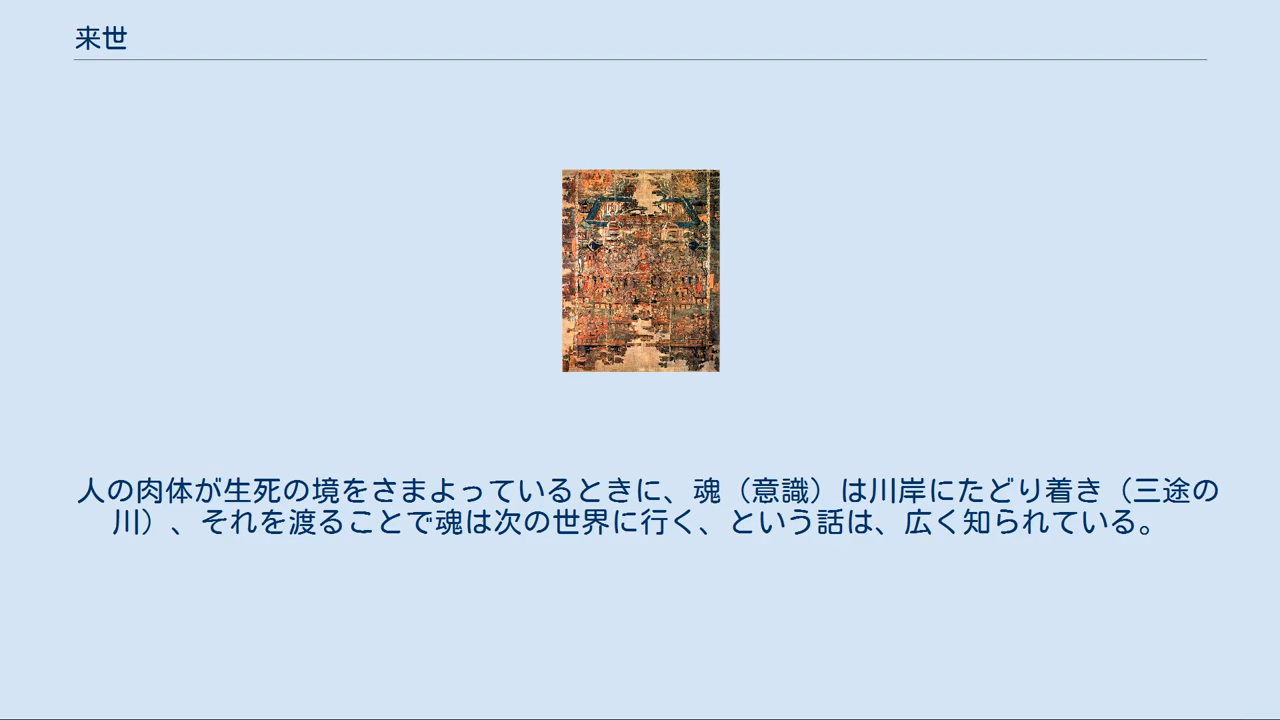 来世
人の肉体が生死の境をさまよっているときに、魂（意識）は川岸にたどり着き（三途の
川）、それを渡ることで魂は次の世界に行く、という話は、広く知られている。